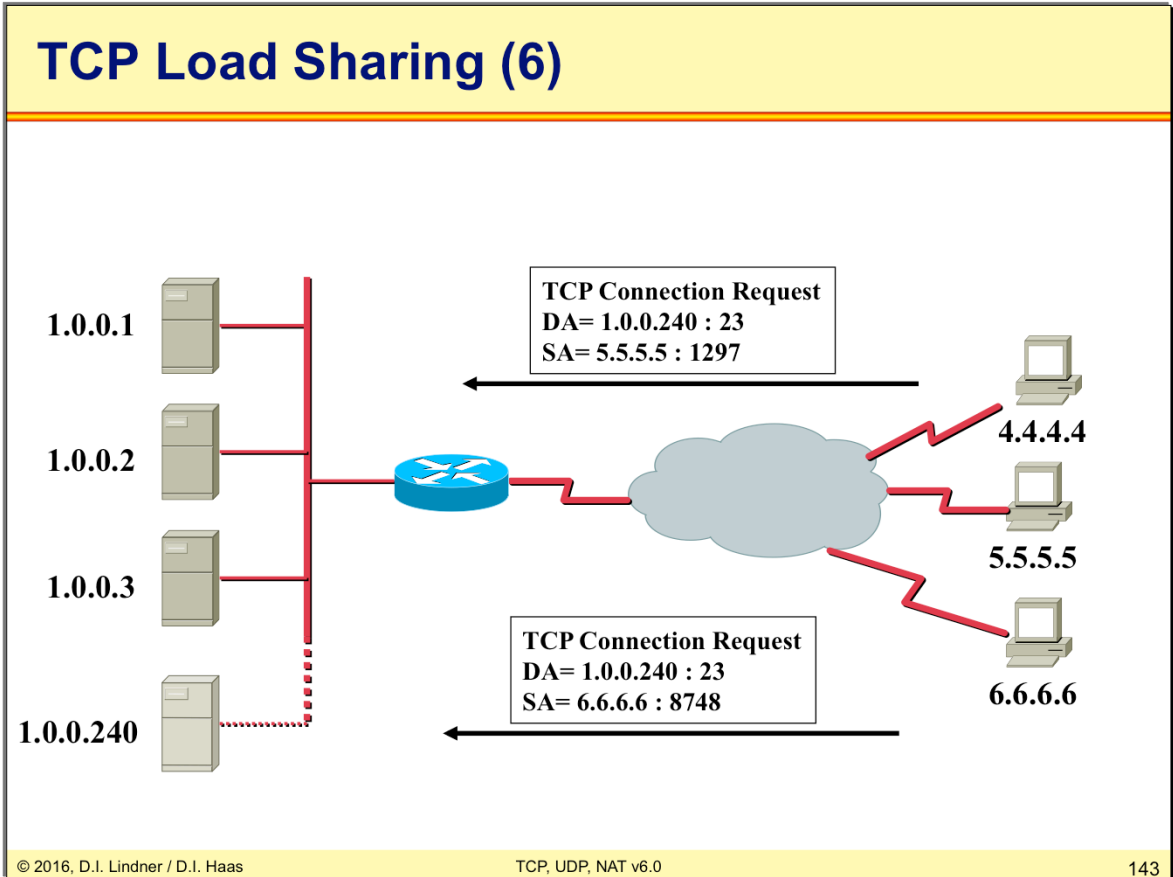 TCP Load Sharing (6)
TCP Connection Request
DA= 1.0.0.240 : 23
SA= 5.5.5.5 : 1297
1.0.0.1
4.4.4.4
1.0.0.2
5.5.5.5
1.0.0.3
TCP Connection Request
DA= 1.0.0.240 : 23
SA= 6.6.6.6 : 8748
6.6.6.6
1.0.0.240
© 2016, D.I. Lindner / D.I. Haas
TCP, UDP, NAT v6.0
143